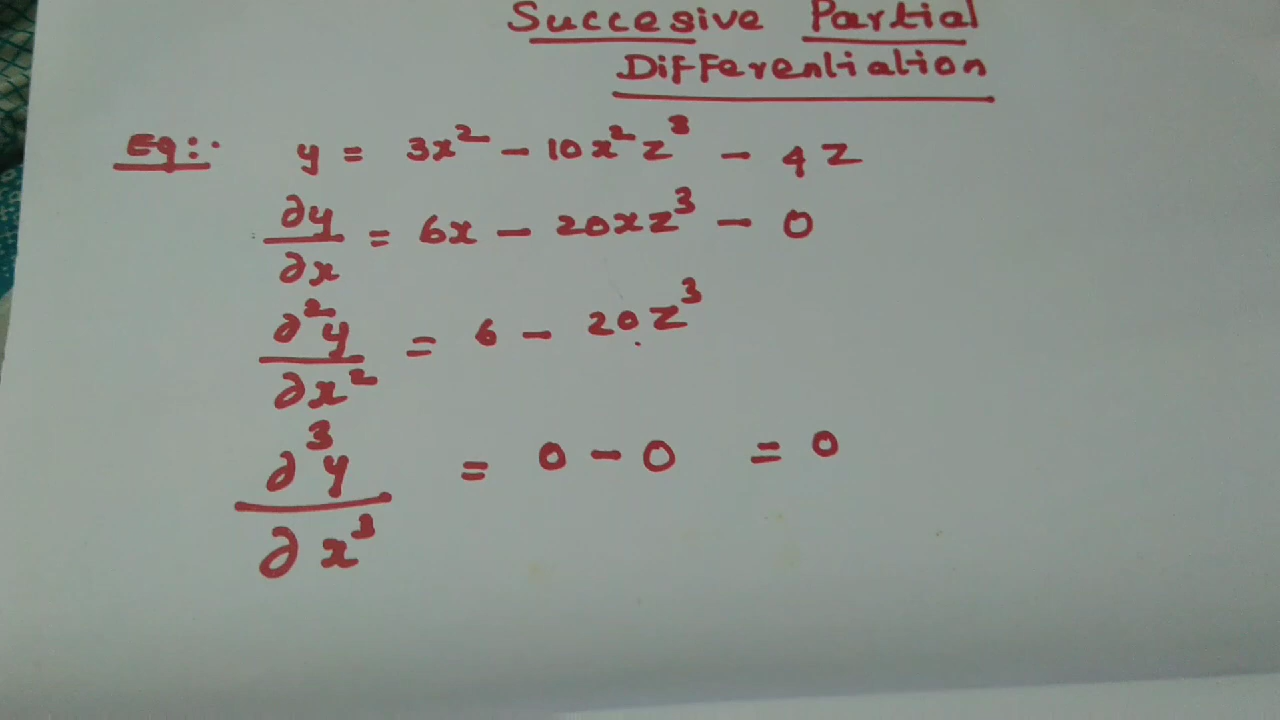 Succesive Partial
Differentiation
Eg:- y = 3x² - 10x²z³ - 4z
∂y/∂x = 6x - 20xz³ - 0
∂²y/∂x² = 6 - 20z³
∂³y/∂x³ = 0 - 0 = 0